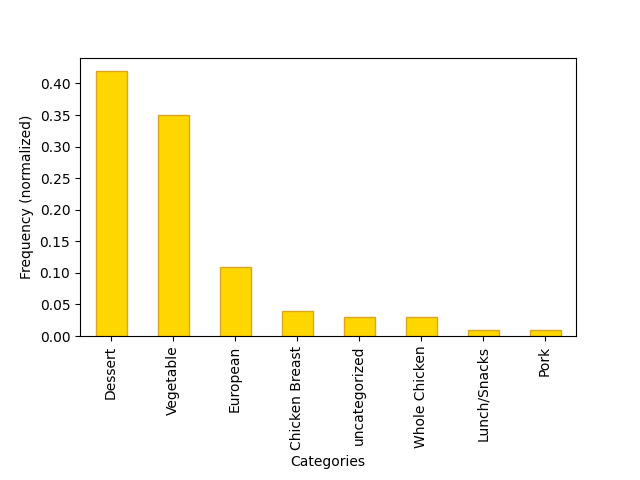 0.40
0.35
0.30
0.25
0.20
0.15
0.10
0.05
0.00
Frequency (normalized)
Dessert
Vegetable
European
Chicken Breast
uncategorized
Whole Chicken
Lunch/Snacks
Pork
Categories